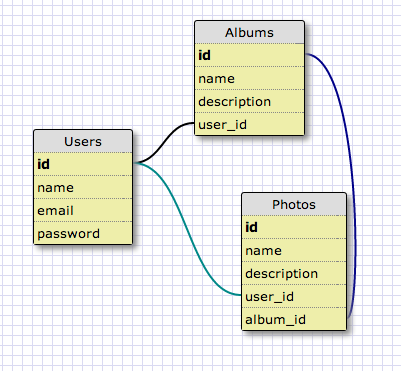 Albums
id
name
description
user_id
Users
id
name
email
password
Photos
id
name
description
user_id
album_id